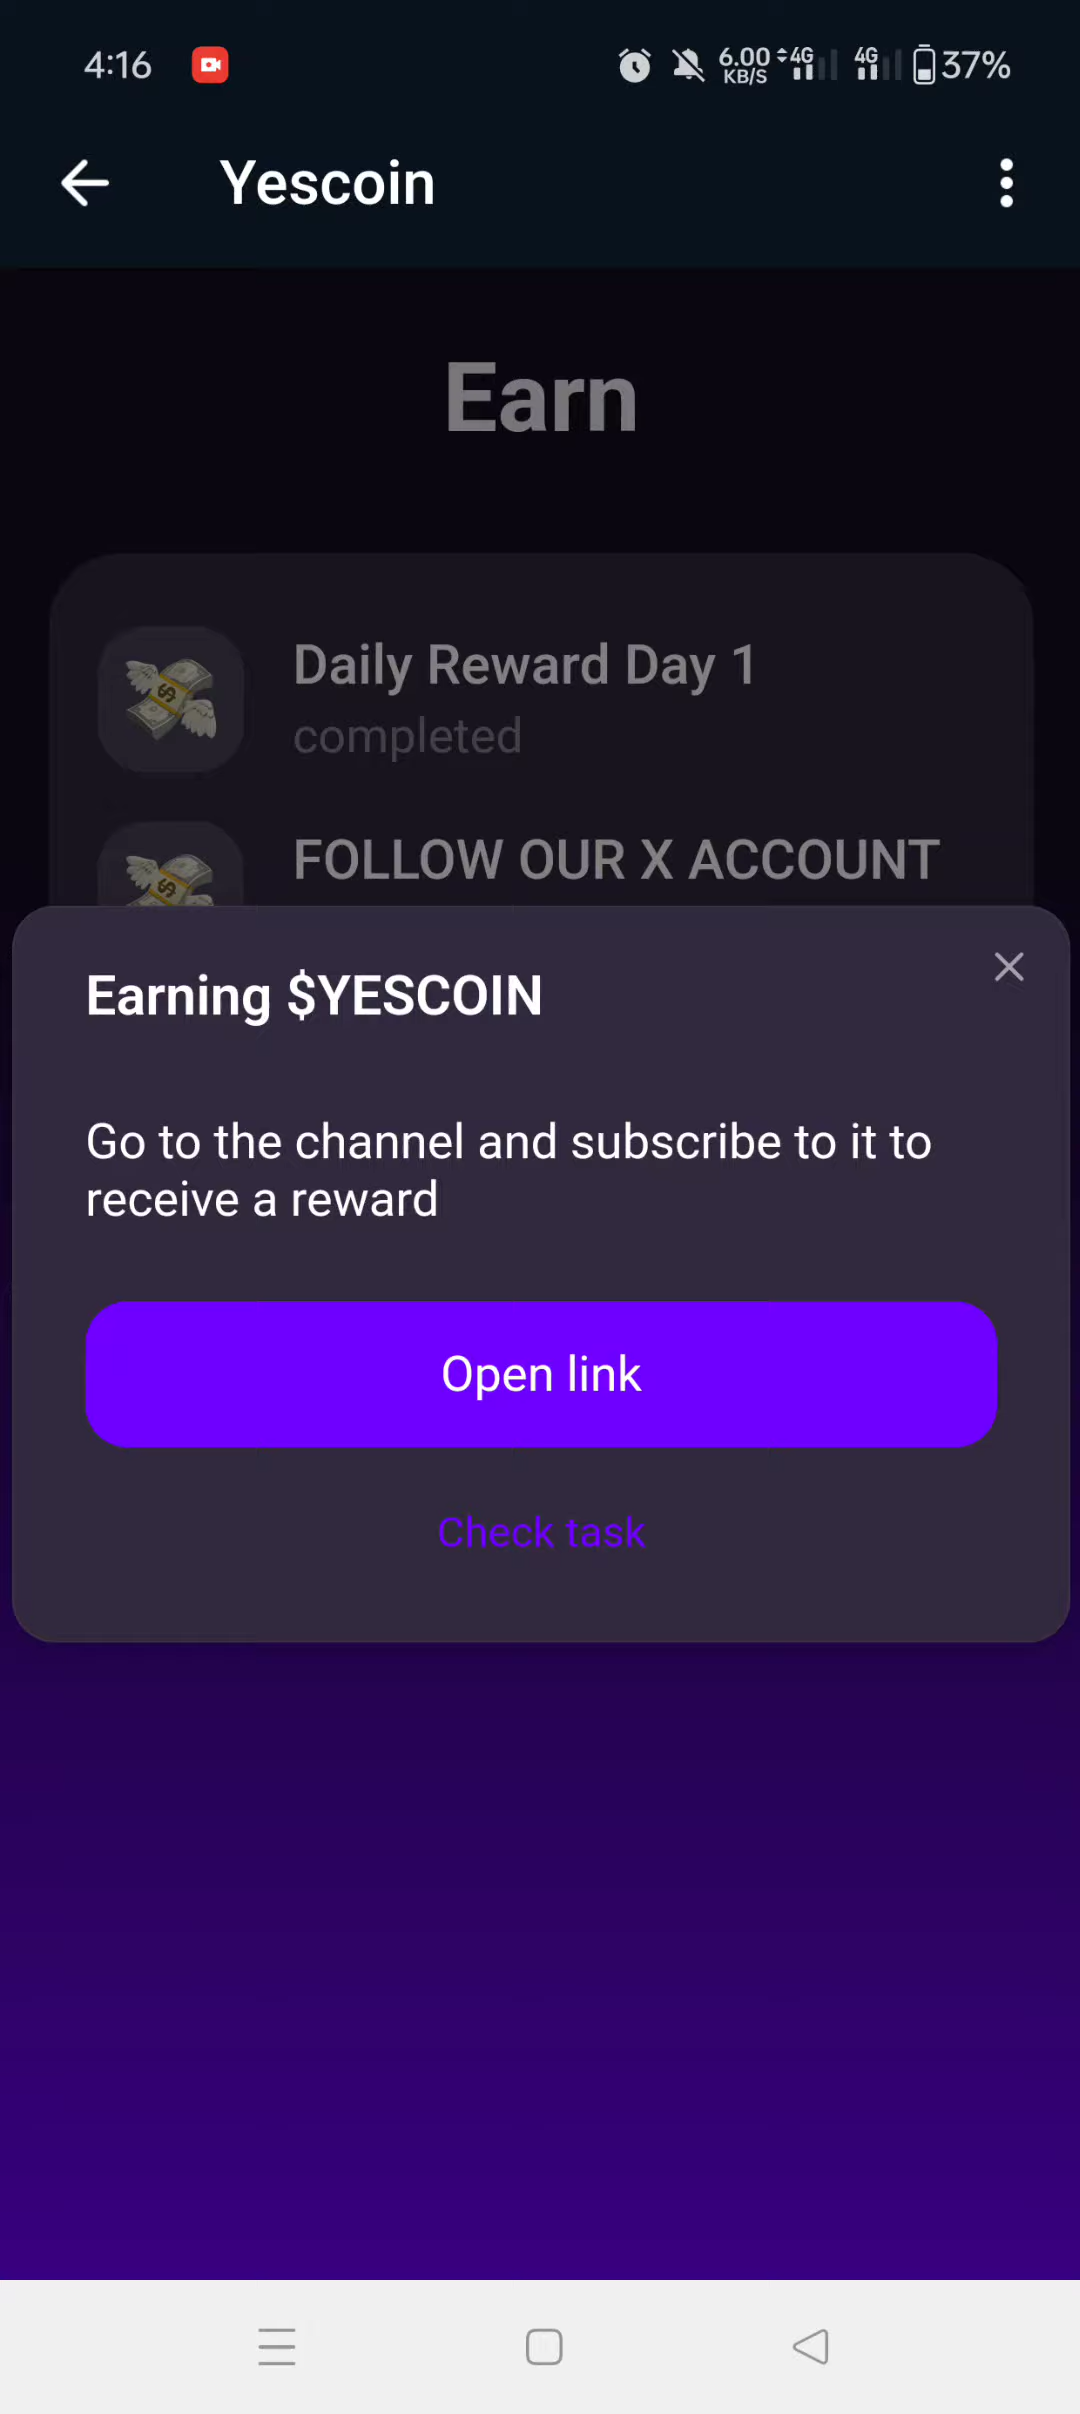 4:16
6.00 KB/S 4G 4G 37%
Yescoin
Earn
Daily Reward Day 1
completed
FOLLOW OUR X ACCOUNT
Earning $YESCOIN
Go to the channel and subscribe to it to
receive a reward
Open link
Check task